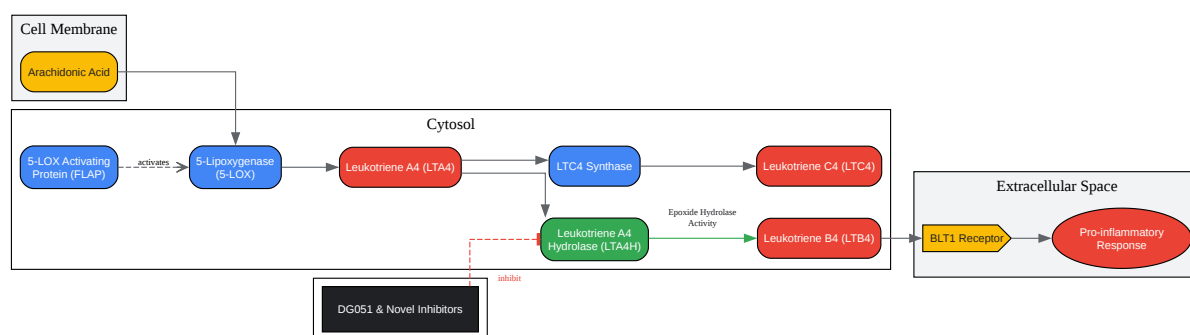 Cell Membrane
Arachidonic Acid
Cytosol
5-LOX Activating
Protein (FLAP)
activates
5-Lipoxygenase
(5-LOX)
Leukotriene A4 (LTA4)
LTC4 Synthase
Leukotriene C4 (LTC4)
Leukotriene A4
Hydrolase (LTA4H)
Epoxide Hydrolase
Activity
Leukotriene B4 (LTB4)
Extracellular Space
BLT1 Receptor
Pro-inflammatory
Response
inhibit
DG051 & Novel Inhibitors